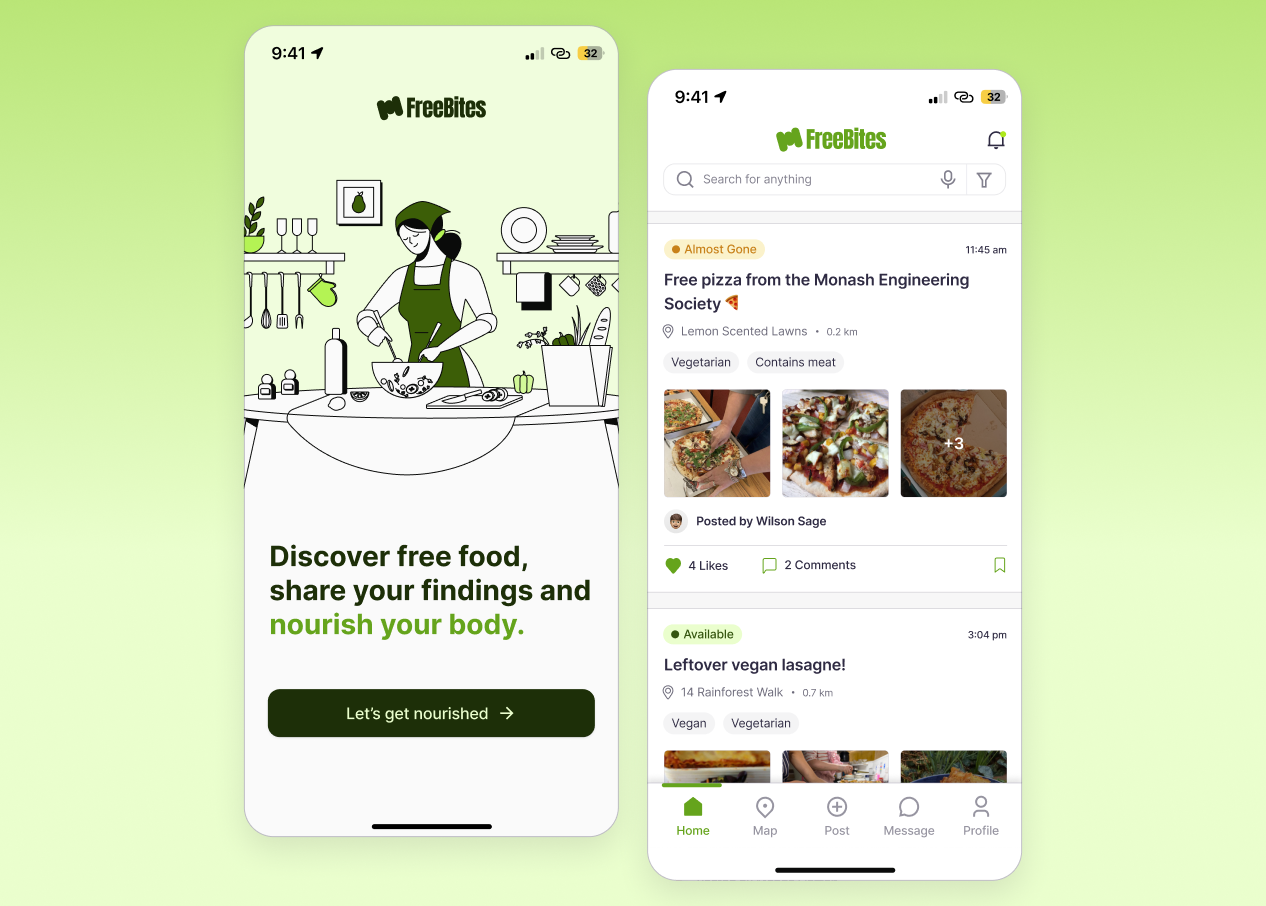 9:41
32
FreeBites
Discover free food,
share your findings and
nourish your body.
Let's get nourished
9:41
32
FreeBites
Search for anything
Almost Gone
11:45 am
Free pizza from the Monash Engineering
Society
Lemon Scented Lawns • 0.2 km
Vegetarian
Contains meat
+3
Posted by Wilson Sage
4 Likes
2 Comments
Available
3:04 pm
Leftover vegan lasagne!
14 Rainforest Walk • 0.7 km
Vegan
Vegetarian
Home
Map
Post
Message
Profile